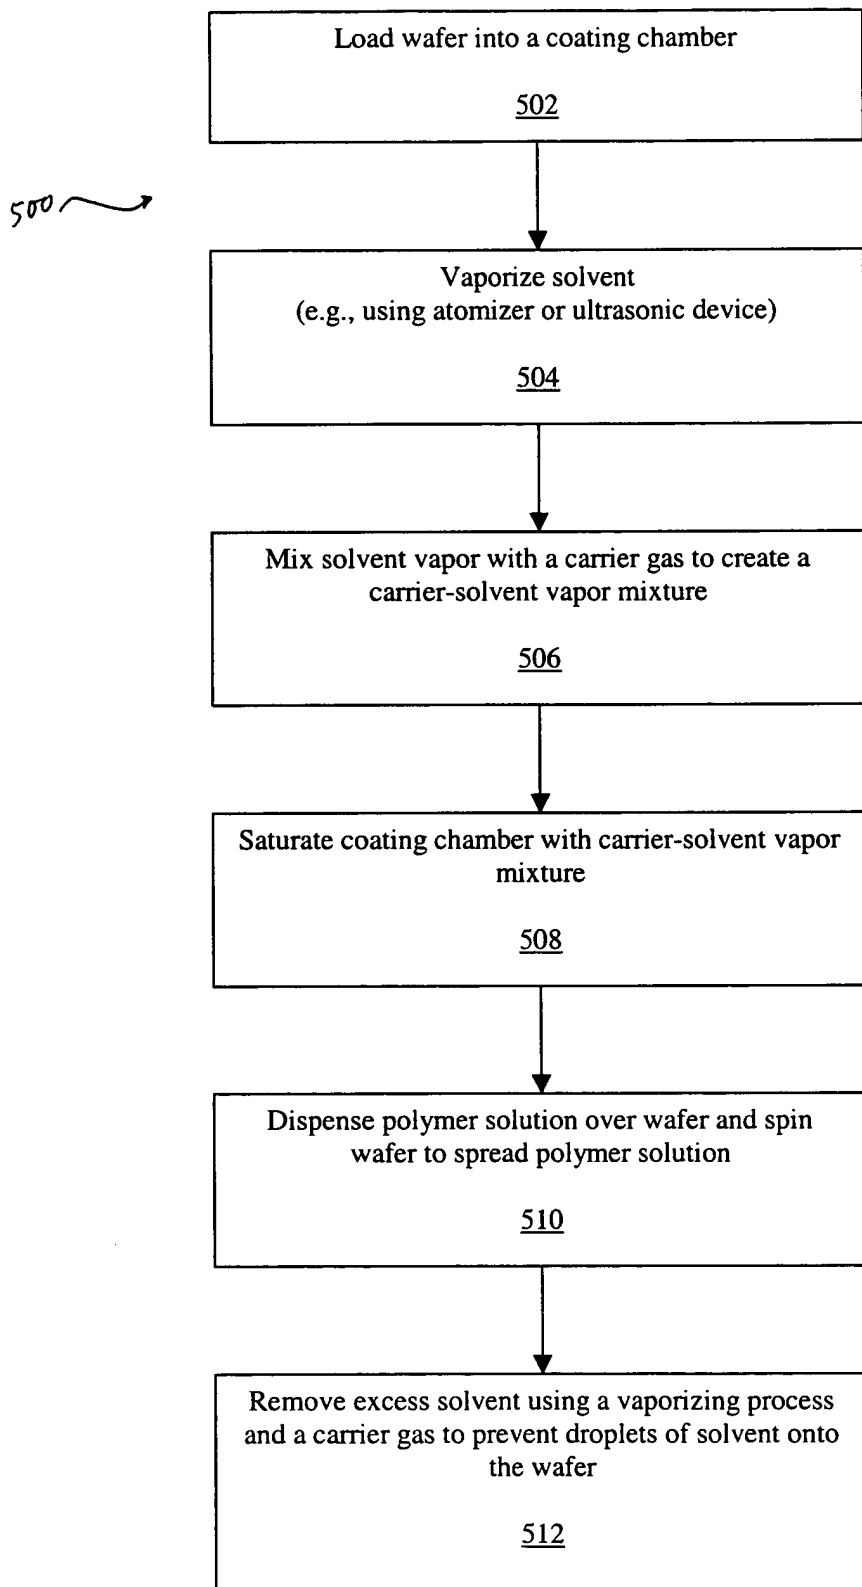 Load wafer into a coating chamber
502
500
Vaporize solvent
(e.g., using atomizer or ultrasonic device)
504
Mix solvent vapor with a carrier gas to create a
carrier-solvent vapor mixture
506
Saturate coating chamber with carrier-solvent vapor
mixture
508
Dispense polymer solution over wafer and spin
wafer to spread polymer solution
510
Remove excess solvent using a vaporizing process
and a carrier gas to prevent droplets of solvent onto
the wafer
512